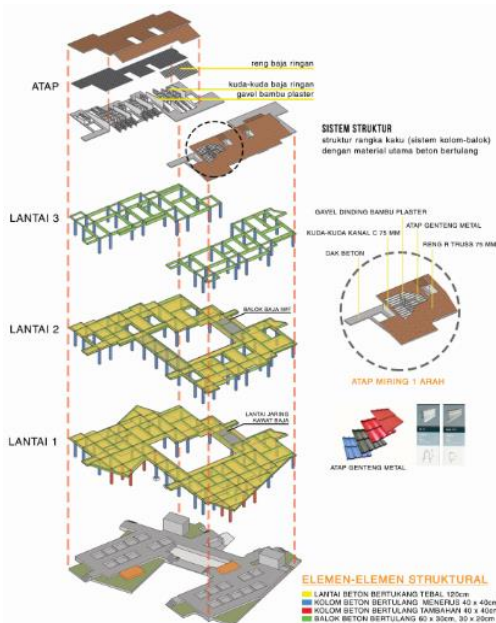 ATAP
reng baja ringan
kuda-kuda baja ringan
gavel bambu plaster
SISTEM STRUKTUR
struktur rangka kaku (sistem kolom-balok)
dengan material utama beton bertulang
LANTAI 3
GAVEL DINDING BAMBU PLASTER
KUDA-KUDA KANAL C 75 MM
ATAP GENTENG METAL
RENG R TRUSS 75 MM
DAK BETON
LANTAI 2
BALOK BAJA WF
ATAP MIRING 1 ARAH
LANTAI 1
LANTAI JARING
KAWAT BAJA
ATAP GENTENG METAL
ELEMEN-ELEMEN STRUKTURAL
LANTAI BETON BERTUKANG TEBAL 120cm
KOLOM BETON BERTULANG MENERUS 40 x 40cm
KOLOM BETON BERTULANG TAMBAHAN 40 x 40cm
BALOK BETON BERTULANG 60 x 30cm, 30 x 20cm